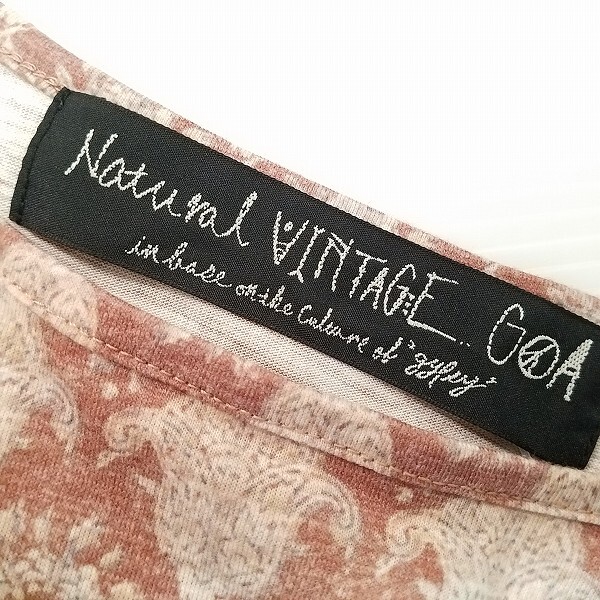 Natural VINTAGE.. GOA
in base on the Culture of "gypsy"